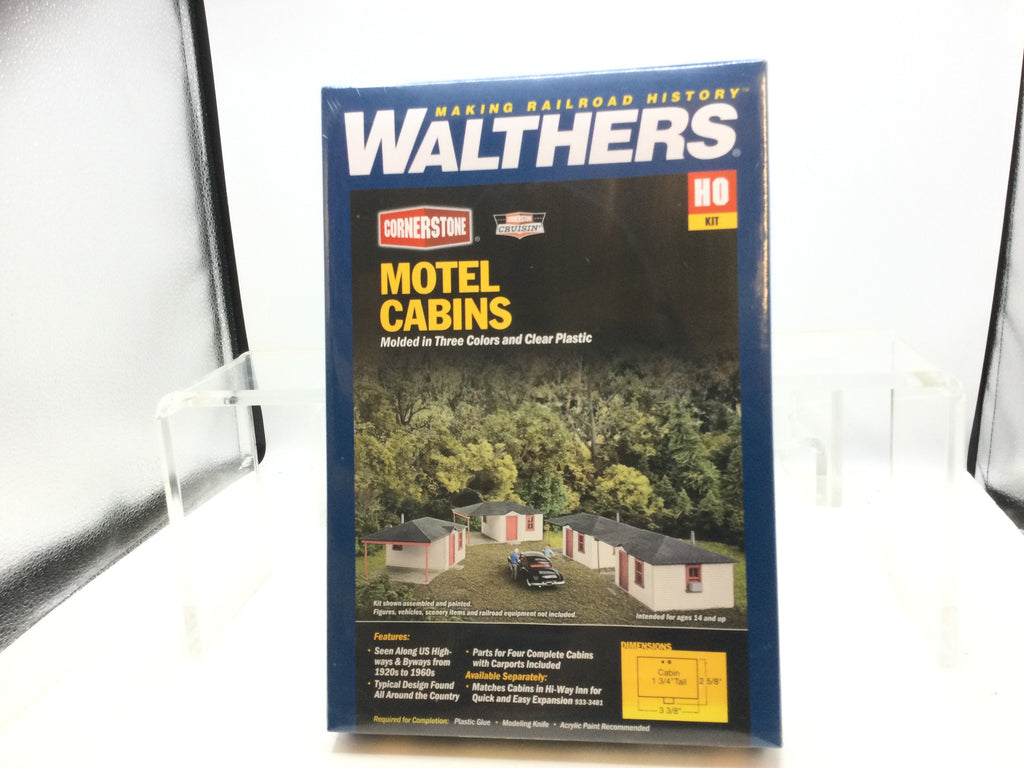 MAKING RAILROAD HISTORY™
WALTHERS®
HO
KIT
CORNERSTONE®
CORNERSTONE
CRUISIN'
MOTEL
CABINS
Molded in Three Colors and Clear Plastic
Kit shown assembled and painted.
Figures, vehicles, scenery items and railroad equipment not included.
Intended for ages 14 and up
Features:
• Seen Along US High-
ways & Byways from
1920s to 1960s
• Typical Design Found
All Around the Country
• Parts for Four Complete Cabins
with Carports Included
Available Separately:
• Matches Cabins in Hi-Way Inn for
Quick and Easy Expansion 933-3481
DIMENSIONS
Cabin
1 3/4" Tall
2 5/8"
3 3/8"
Required for Completion: Plastic Glue • Modeling Knife • Acrylic Paint Recommended